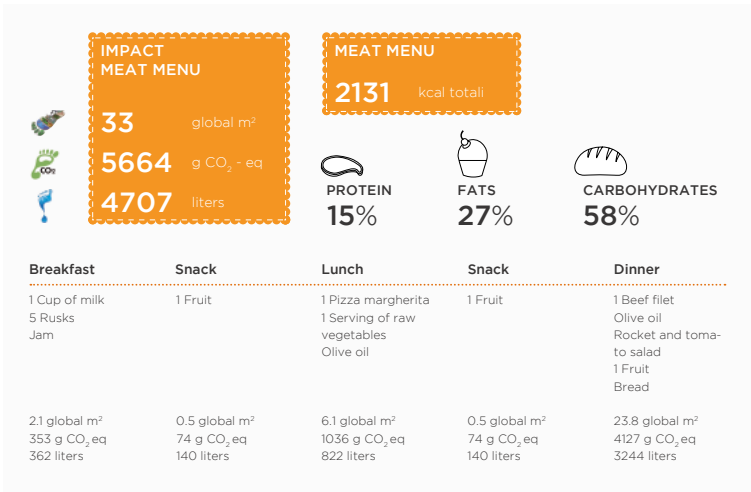 IMPACT
MEAT MENU
33 global m²
5664 g CO₂ - eq
4707 liters
CO₂
MEAT MENU
2131 kcal totali
PROTEIN
15%
FATS
27%
CARBOHYDRATES
58%
Breakfast
1 Cup of milk
5 Rusks
Jam
2.1 global m²
353 g CO₂ eq
362 liters
Snack
1 Fruit
0.5 global m²
74 g CO₂ eq
140 liters
Lunch
1 Pizza margherita
1 Serving of raw
vegetables
Olive oil
6.1 global m²
1036 g CO₂ eq
822 liters
Snack
1 Fruit
0.5 global m²
74 g CO₂ eq
140 liters
Dinner
1 Beef filet
Olive oil
Rocket and toma-
to salad
1 Fruit
Bread
23.8 global m²
4127 g CO₂ eq
3244 liters